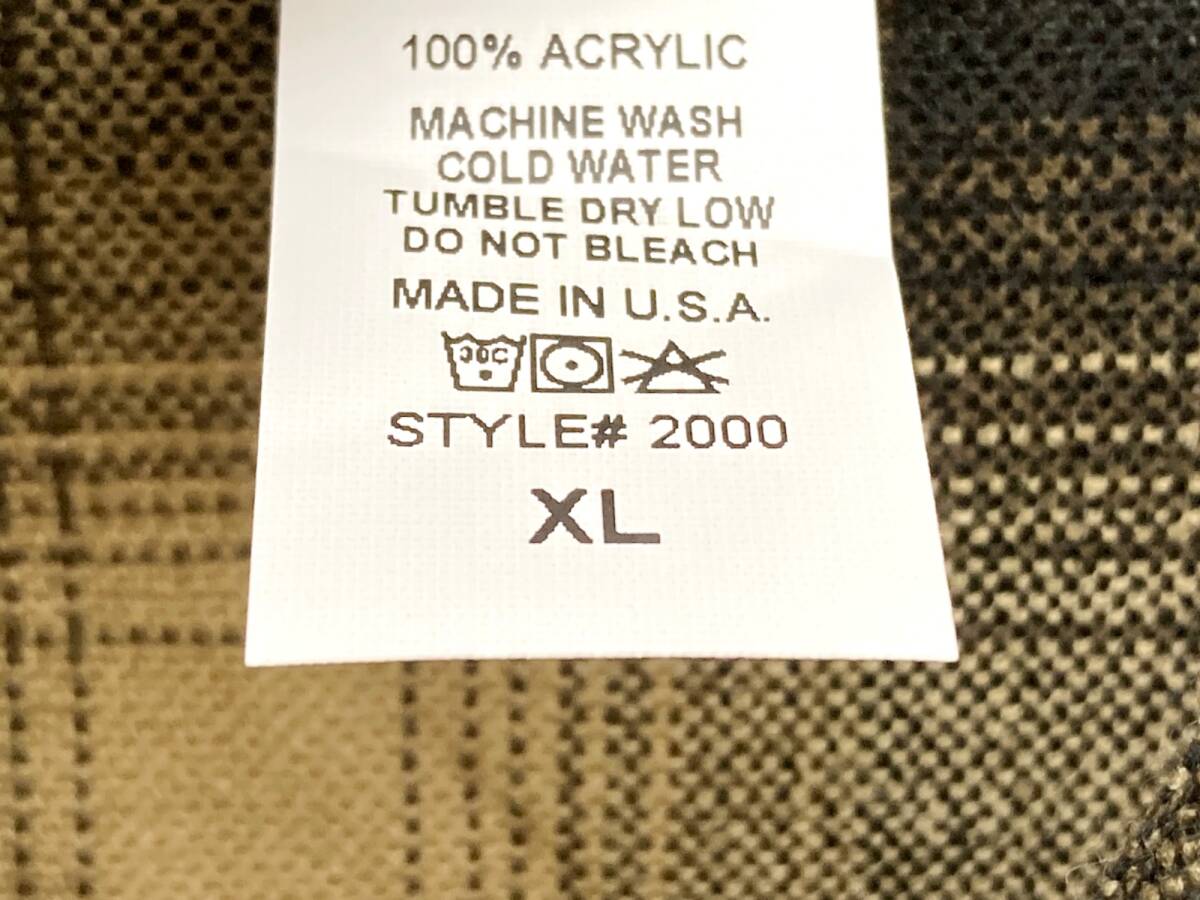 100% ACRYLIC
MACHINE WASH
COLD WATER
TUMBLE DRY LOW
DO NOT BLEACH
MADE IN U.S.A.
30C
STYLE# 2000
XL